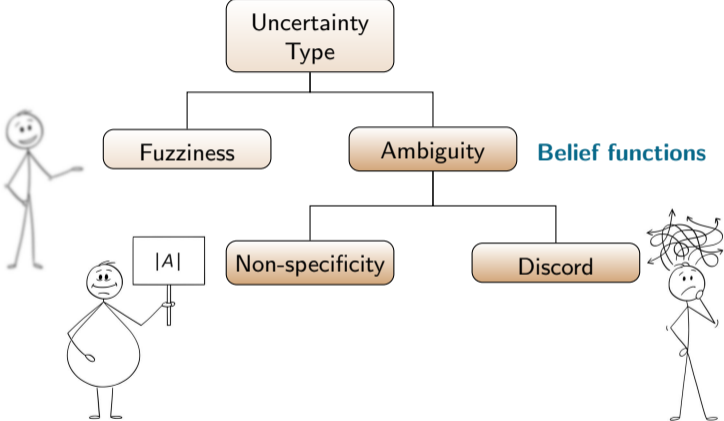 Uncertainty
Type
Fuzziness
Ambiguity
Belief functions
|A|
Non-specificity
Discord